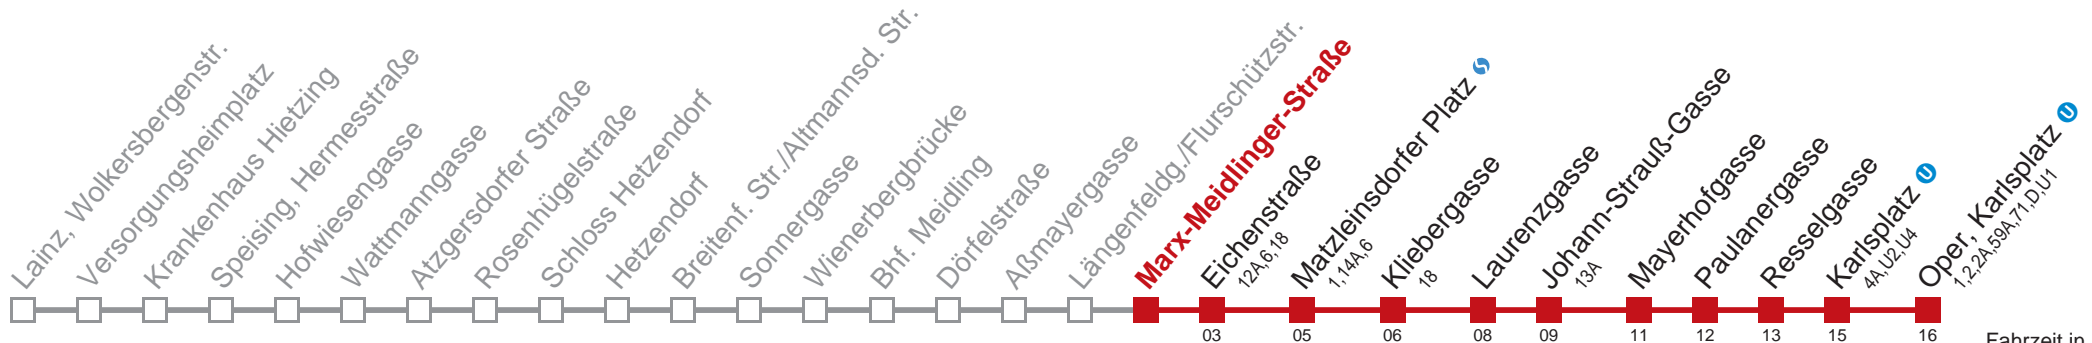 Lainz, Wolkersbergenstr.
Versorgungsheimplatz
Krankenhaus Hietzing
Speising, Hermesstraße
Hofwiesengasse
Wattmanngasse
Atzgersdorfer Straße
Rosenhügelstraße
Schloss Hetzendorf
Hetzendorf
Breitenf. Str./Altmannsd. Str.
Sonnergasse
Wienerbergbrücke
Bhf. Meidling
Dörfelstraße
Aßmayergasse
Längenfeldg./Flurschützstr.
Marx-Meidlinger-Straße
Eichenstraße
12A,6,18
03
Matzleinsdorfer Platz
1,14A,6
05
Kliebergasse
18
06
Laurenzgasse
08
Johann-Strauß-Gasse
13A
09
Mayerhofgasse
11
Paulanergasse
12
Resselgasse
13
Karlsplatz U
4A,U2,U4
15
Oper, Karlsplatz U
1,2,2A,59A,71,D,U1
16
Fahrzeit in